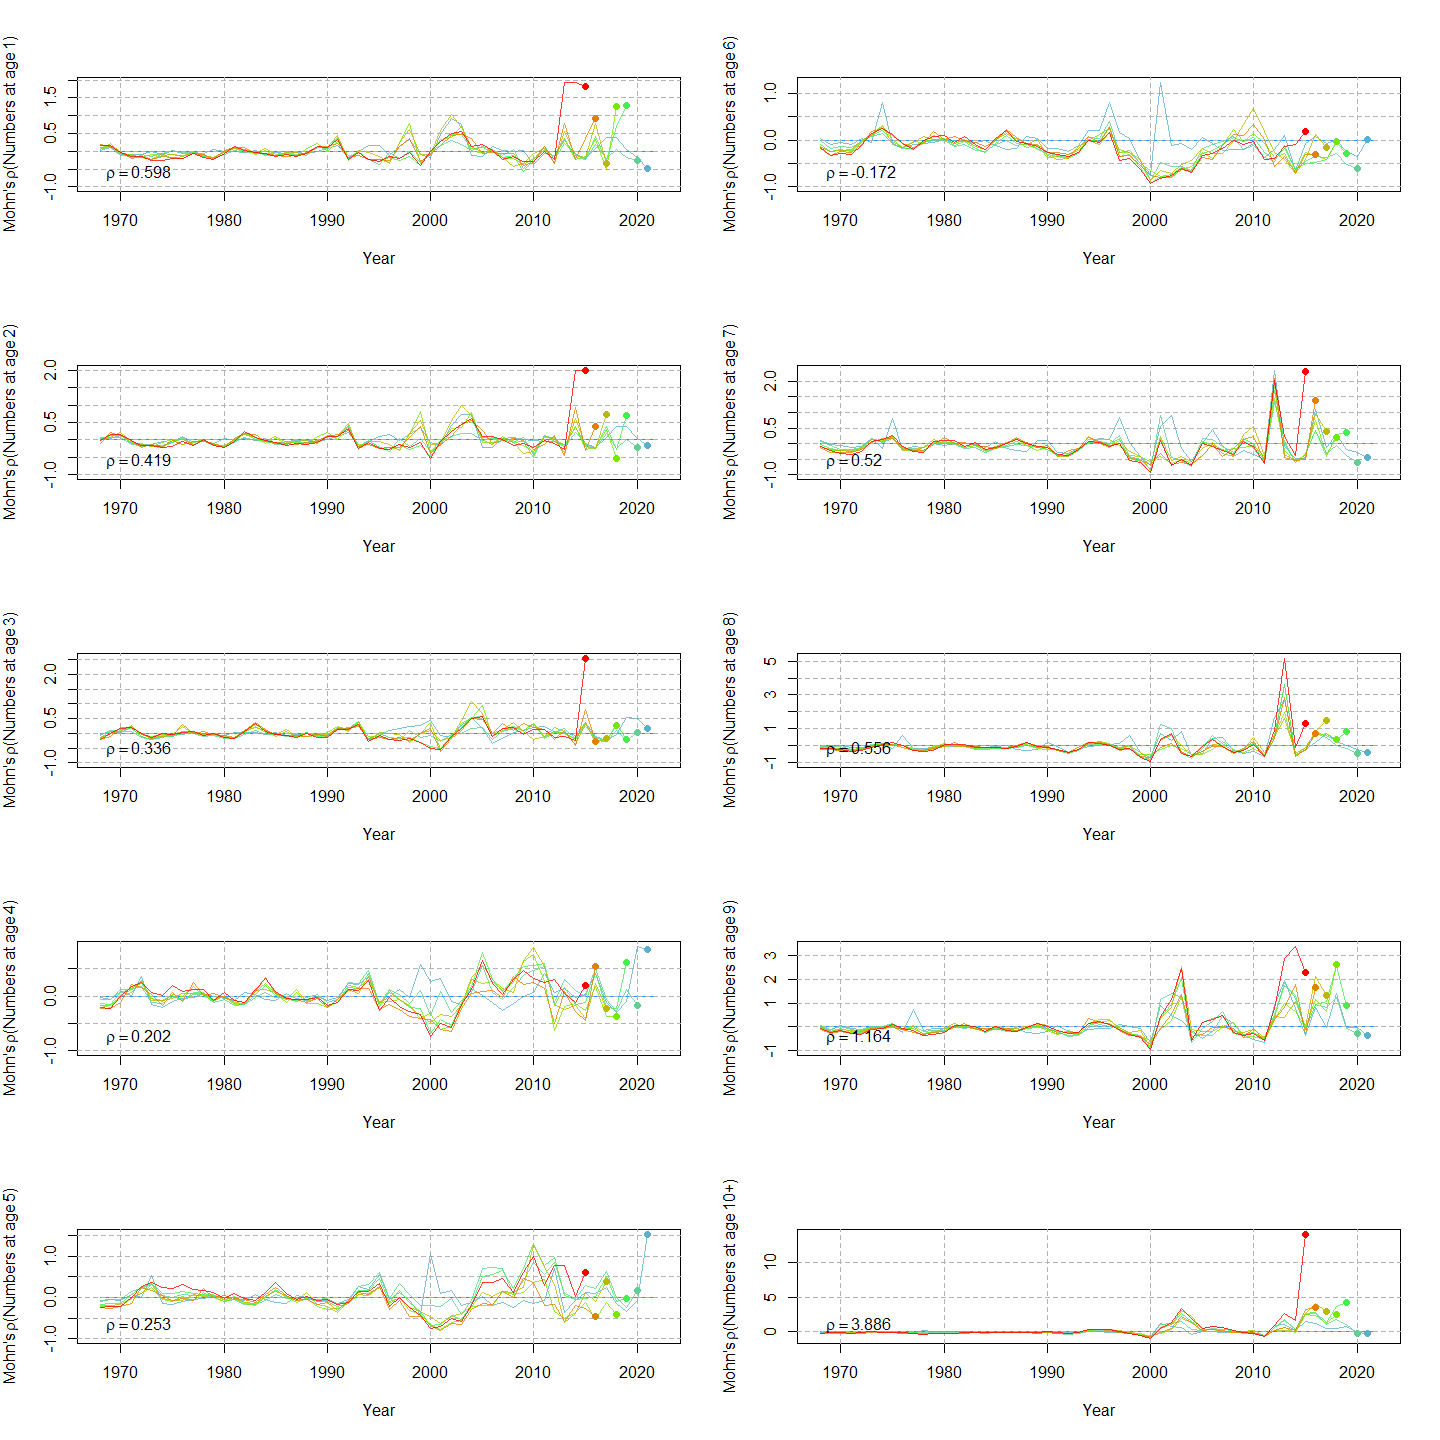 Mohn's ρ(Numbers at age 1)
1.5
0.5
-1.0
ρ = 0.598
1970 1980 1990 2000 2010 2020
Year
Mohn's ρ(Numbers at age 6)
1.0
0.0
-1.0
ρ = -0.172
1970 1980 1990 2000 2010 2020
Year
Mohn's ρ(Numbers at age 2)
2.0
0.5
-1.0
ρ = 0.419
1970 1980 1990 2000 2010 2020
Year
Mohn's ρ(Numbers at age 7)
2.0
0.5
-1.0
ρ = 0.52
1970 1980 1990 2000 2010 2020
Year
Mohn's ρ(Numbers at age 3)
2.0
0.5
-1.0
ρ = 0.336
1970 1980 1990 2000 2010 2020
Year
Mohn's ρ(Numbers at age 8)
5
3
1
-1
ρ = 0.556
1970 1980 1990 2000 2010 2020
Year
Mohn's ρ(Numbers at age 4)
0.0
-1.0
ρ = 0.202
1970 1980 1990 2000 2010 2020
Year
Mohn's ρ(Numbers at age 9)
3
1
-1
ρ = 1.164
1970 1980 1990 2000 2010 2020
Year
Mohn's ρ(Numbers at age 5)
1.0
0.0
-1.0
ρ = 0.253
1970 1980 1990 2000 2010 2020
Year
Mohn's ρ(Numbers at age 10+)
10
5
0
ρ = 3.886
1970 1980 1990 2000 2010 2020
Year